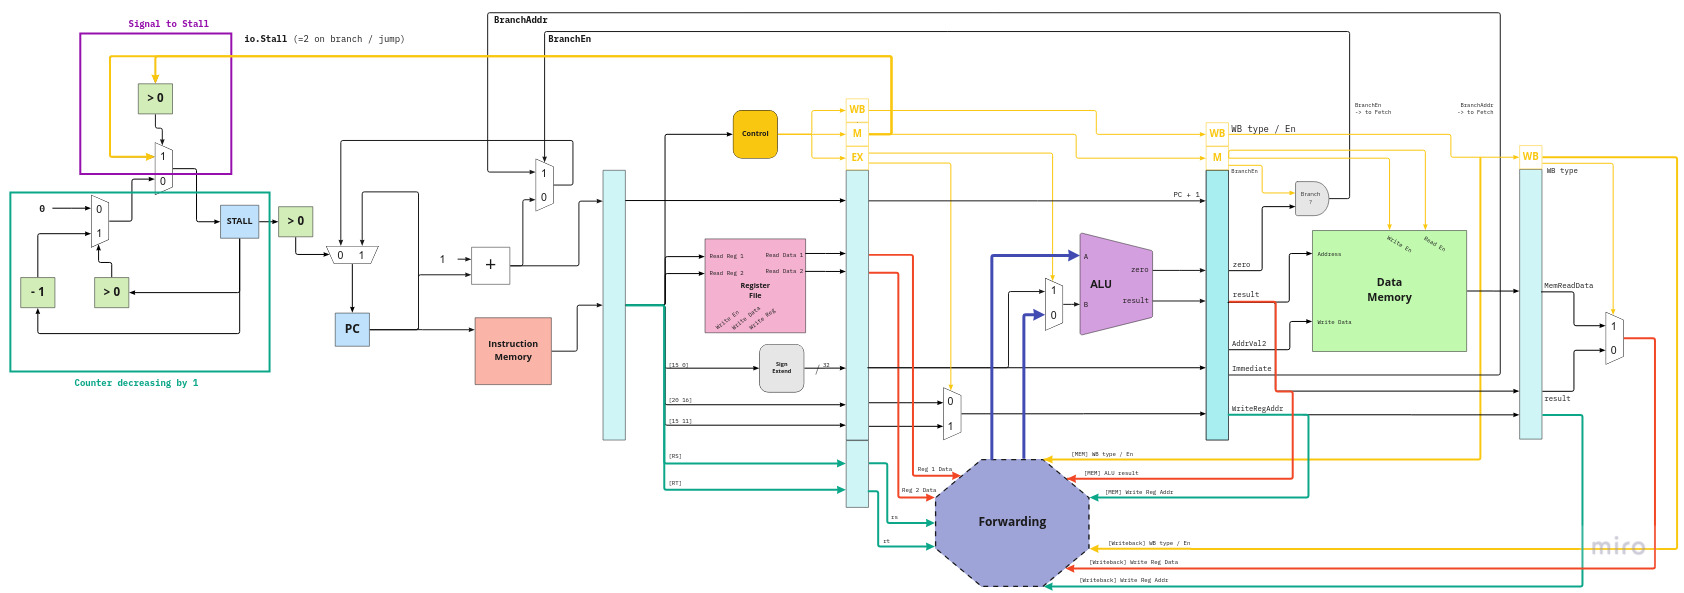 Signal to Stall
io.Stall (=2 on branch / jump)
BranchAddr
BranchEn
> 0
1
0
0
0
1
STALL
> 0
- 1
> 0
Counter decreasing by 1
0 1
PC
1
+
1
0
Instruction
Memory
Control
WB
M
EX
Read Reg 1
Read Reg 2
Read Data 1
Read Data 2
Register
File
Write En
Write Data
Write Reg
[15 0]
Sign
Extend
/ 32
[20 16]
[15 11]
[RS]
[RT]
0
1
1
0
A
B
ALU
zero
result
Reg 1 Data
Reg 2 Data
rs
rt
Forwarding
WB
M
WB type / En
BranchEn
PC + 1
Branch
?
BranchEn
-> to Fetch
BranchAddr
-> to Fetch
zero
result
AddrVal2
Immediate
WriteRegAddr
Write En
Read En
Address
Write Data
Data
Memory
WB
WB type
MemReadData
result
1
0
[MEM] WB type / En
[MEM] ALU result
[MEM] Write Reg Addr
[Writeback] WB type / En
[Writeback] Write Reg Data
[Writeback] Write Reg Addr
miro